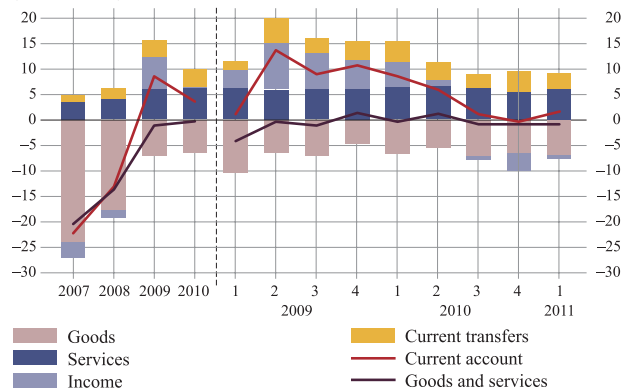 20 20
15 15
10 10
5 5
0 0
−5 −5
−10 −10
−15 −15
−20 −20
−25 −25
−30 −30
2007 2008 2009 2010 1 2 3 4 1 2 3 4 1
2009 2010 2011
Goods Current transfers
Services Current account
Income Goods and services